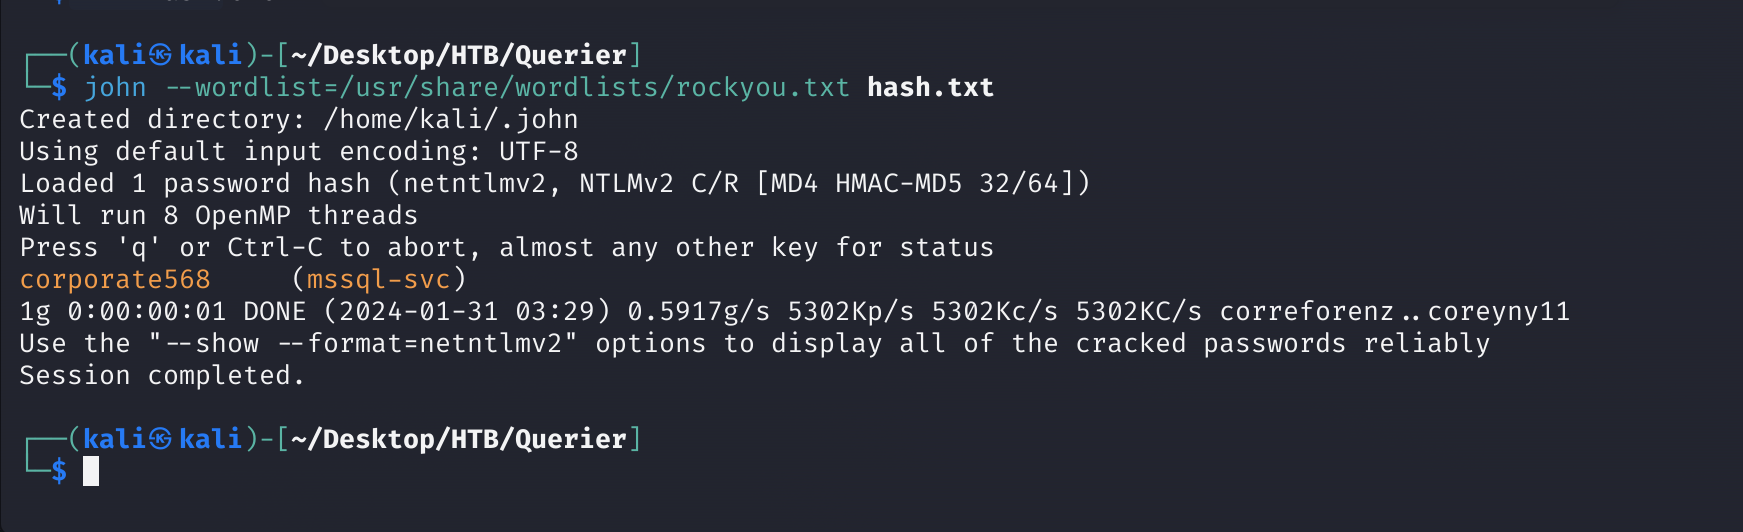 ┌──(kali㉿kali)-[~/Desktop/HTB/Querier]
└─$ john --wordlist=/usr/share/wordlists/rockyou.txt hash.txt
Created directory: /home/kali/.john
Using default input encoding: UTF-8
Loaded 1 password hash (netntlmv2, NTLMv2 C/R [MD4 HMAC-MD5 32/64])
Will run 8 OpenMP threads
Press 'q' or Ctrl-C to abort, almost any other key for status
corporate568     (mssql-svc)
1g 0:00:00:01 DONE (2024-01-31 03:29) 0.5917g/s 5302Kp/s 5302Kc/s 5302KC/s correforenz..coreyny11
Use the "--show --format=netntlmv2" options to display all of the cracked passwords reliably
Session completed.
┌──(kali㉿kali)-[~/Desktop/HTB/Querier]
└─$